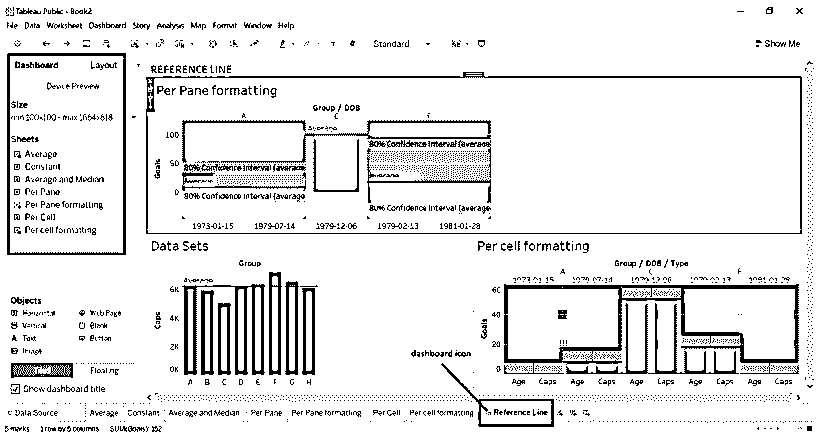 Tableau Public - Book2
File Data Worksheet Dashboard Story Analysis Map Format Window Help
Standard
Show Me
Dashboard Layout
Device Preview
Size
Sheets
Average
Constant
Average and Median
Per Pane
Per Pane formatting
Per Cell
Per cell formatting
Objects
Horizontal Web Page
Vertical Blank
Text Button
Image
Floating
Show dashboard title
REFERENCE LINE
Per Pane formatting
Group / DOB
A C F
Goals
100
50
0
Average
80% Confidence Interval (average
80% Confidence Interval (average
80% Confidence Interval (average
80% Confidence Interval (average
1973-01-15 1979-07-14 1979-12-06 1979-02-13 1981-01-28
Data Sets
Group
Caps
Average
6K
4K
2K
0K
A B C D E F G H
Per cell formatting
Group / DOB / Type
A C F
1973-01-15 1979-07-14 1979-12-06 1979-02-13 1981-01-28
Goals
60
40
20
0
Age Caps Age Caps Age Caps Age Caps Age Caps
dashboard icon
Data Source Average Constant Average and Median Per Pane Per Pane formatting Per Cell Per cell formatting Reference Line
5 marks 1 row by 5 columns SUM(Goals): 152